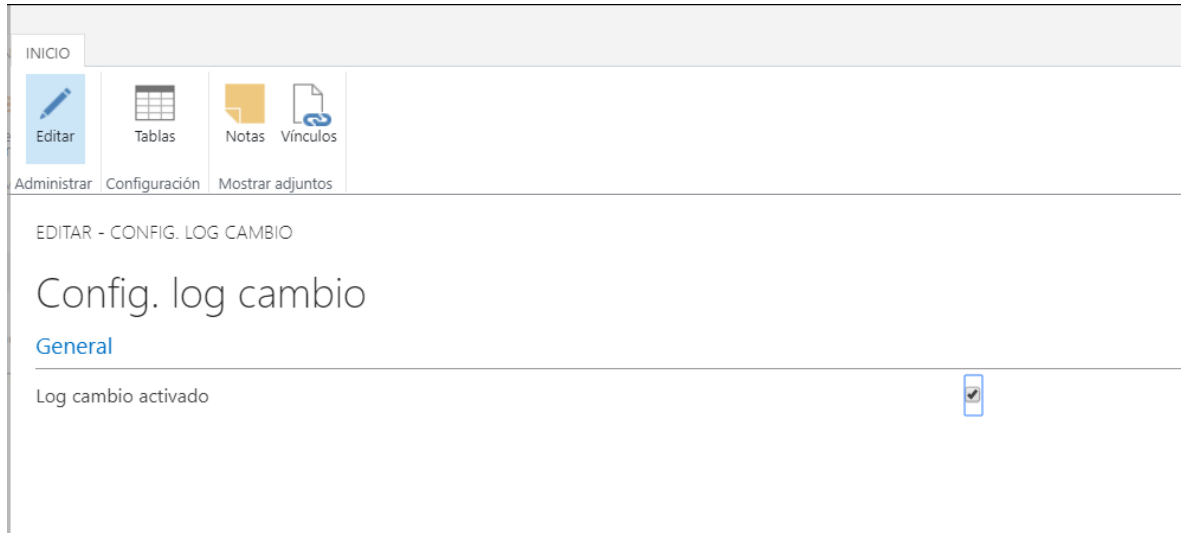 INICIO
Editar
Tablas
Notas
Vínculos
Administrar
Configuración
Mostrar adjuntos
EDITAR - CONFIG. LOG CAMBIO
Config. log cambio
General
Log cambio activado